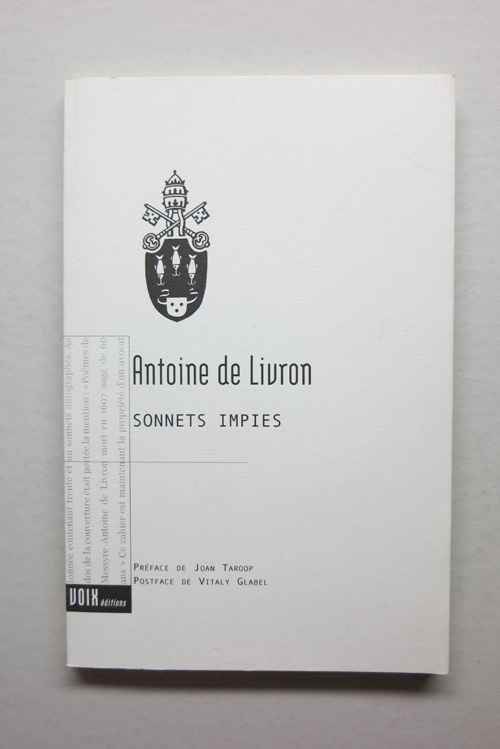 Antoine de Livron
SONNETS IMPIES
donnée contenant trente et un sonnets autographes. Au
dos de la couverture était portée la mention : «Poèmes de
Messyre Antoine de Livron mort en 1607 aagé de 60
ans » Ce cahier est maintenant la propriété d'un avocat
PRÉFACE DE JOAN TAROOP
POSTFACE DE VITALY GLABEL
VOIX éditions